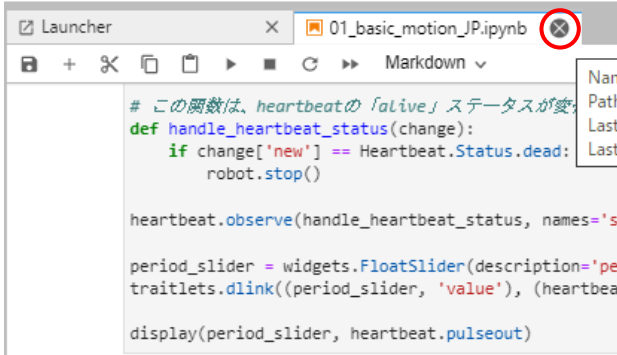 Launcher
01_basic_motion_JP.ipynb
Markdown
Nam
Path
Last
Last
# この関数は、heartbeatの「alive」ステータスが変
def handle_heartbeat_status(change):
if change['new'] == Heartbeat.Status.dead:
robot.stop()
heartbeat.observe(handle_heartbeat_status, names='s
period_slider = widgets.FloatSlider(description='pe
traitlets.dlink((period_slider, 'value'), (heartbea
display(period_slider, heartbeat.pulseout)